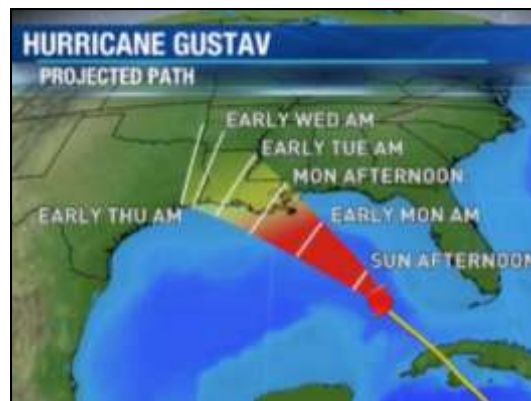 HURRICANE GUSTAV
PROJECTED PATH
EARLY WED AM
EARLY TUE AM
MON AFTERNOON
EARLY THU AM
EARLY MON AM
SUN AFTERNOON